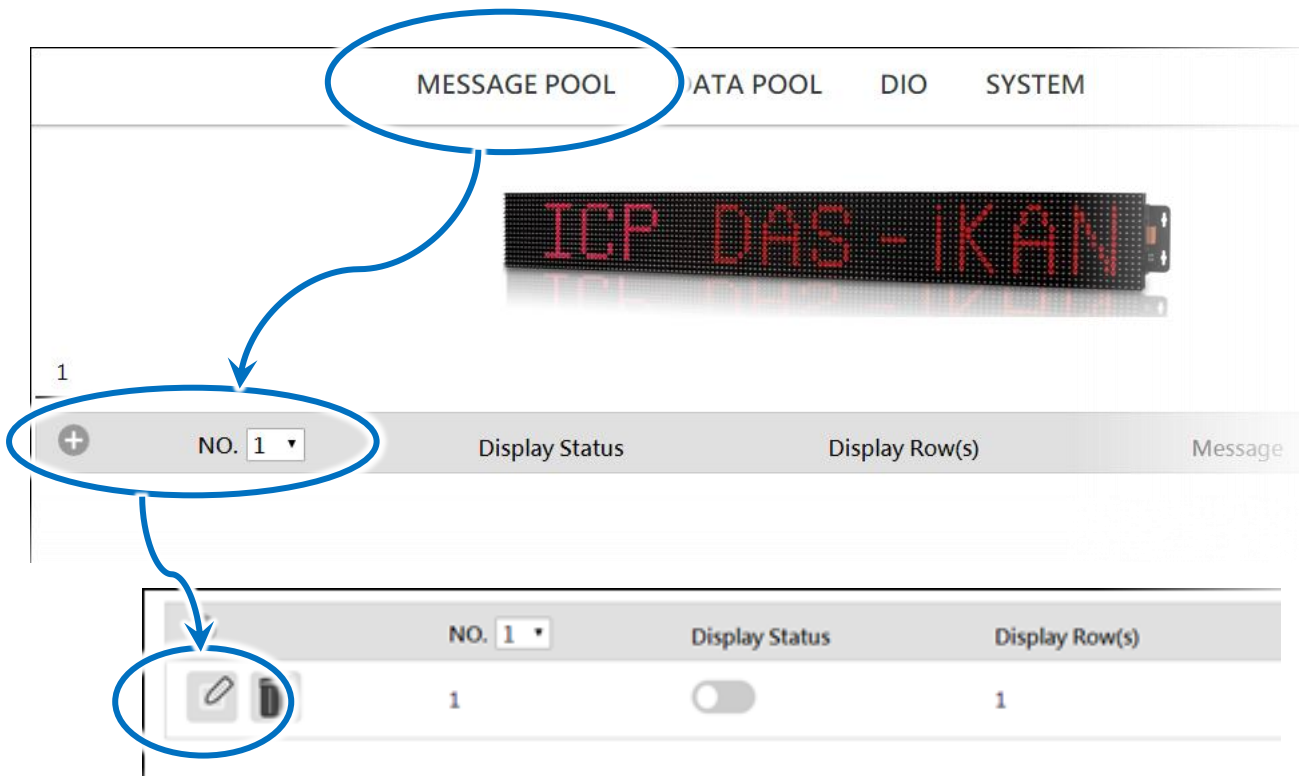 MESSAGE POOL DATA POOL DIO SYSTEM
ICP DAS - iKAN
1
NO. 1 Display Status Display Row(s) Message
NO. 1 Display Status Display Row(s)
1 1